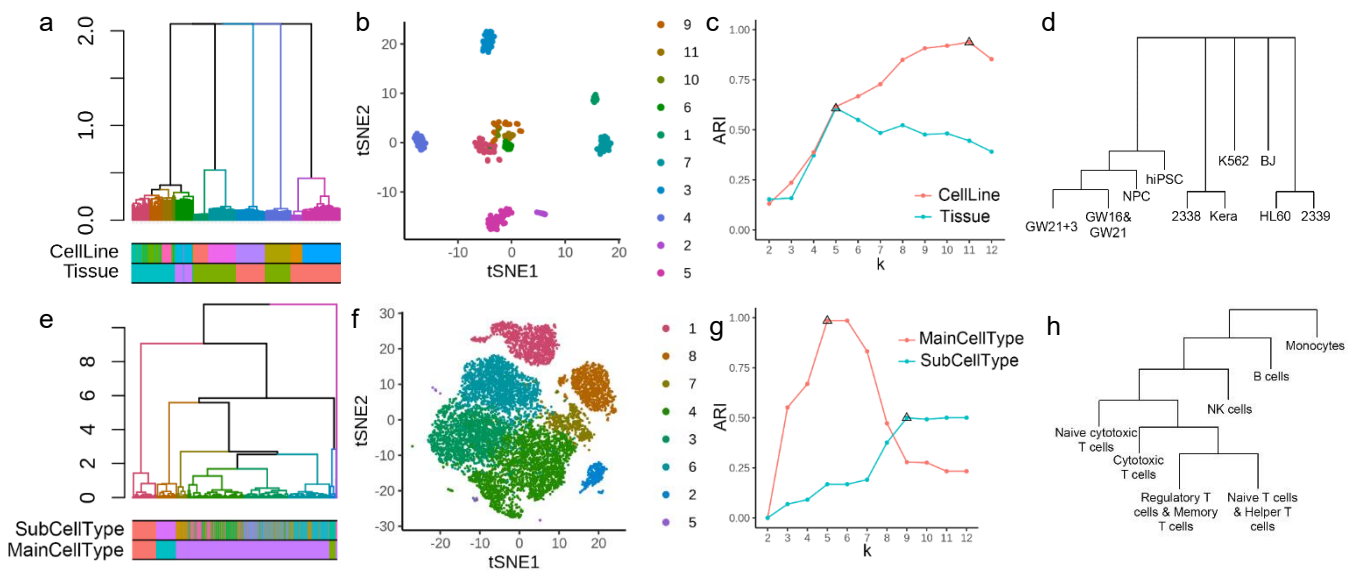 a
2.0
1.0
0.0
CellLine
Tissue
b
tSNE2
20
10
0
-10
-10
0
10
20
tSNE1
9
11
10
6
1
7
3
4
2
5
c
ARI
1.00
0.75
0.50
0.25
0.00
CellLine
Tissue
2 3 4 5 6 7 8 9 10 11 12
k
d
K562
BJ
hiPSC
NPC
GW21+3
GW16&
GW21
2338
Kera
HL60
2339
e
8
6
4
2
0
SubCellType
MainCellType
f
tSNE2
30
20
10
0
-10
-20
-30
-20
-10
0
10
20
tSNE1
1
8
7
4
3
6
2
5
g
ARI
1.00
0.75
0.50
0.25
0.00
MainCellType
SubCellType
2 3 4 5 6 7 8 9 10 11 12
k
h
Monocytes
B cells
NK cells
Naive cytotoxic
T cells
Cytotoxic
T cells
Regulatory T
cells & Memory
T cells
Naive T cells
& Helper T
cells